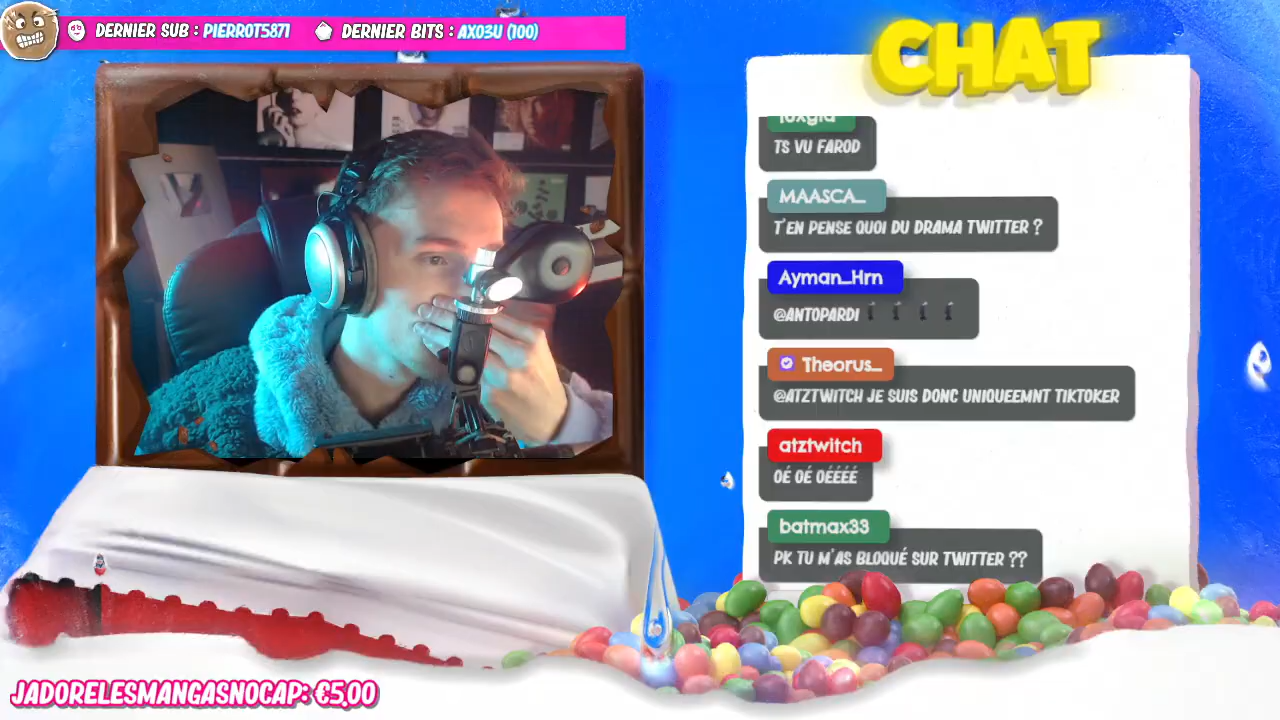 DERNIER SUB : PIERROT5871
DERNIER BITS : AXO3U (100)
CHAT
TS VU FAROD
MAASCA_
T'EN PENSE QUOI DU DRAMA TWITTER ?
Ayman_Hrn
@ANTOPARDI
Theorus_
@ATZTWITCH JE SUIS DONC UNIQUEEMNT TIKTOKER
atztwitch
OÉ OÉ OÉÉÉÉ
batmax33
PK TU M'AS BLOQUÉ SUR TWITTER ??
JADORELESMANGASNOCAP: €5,00